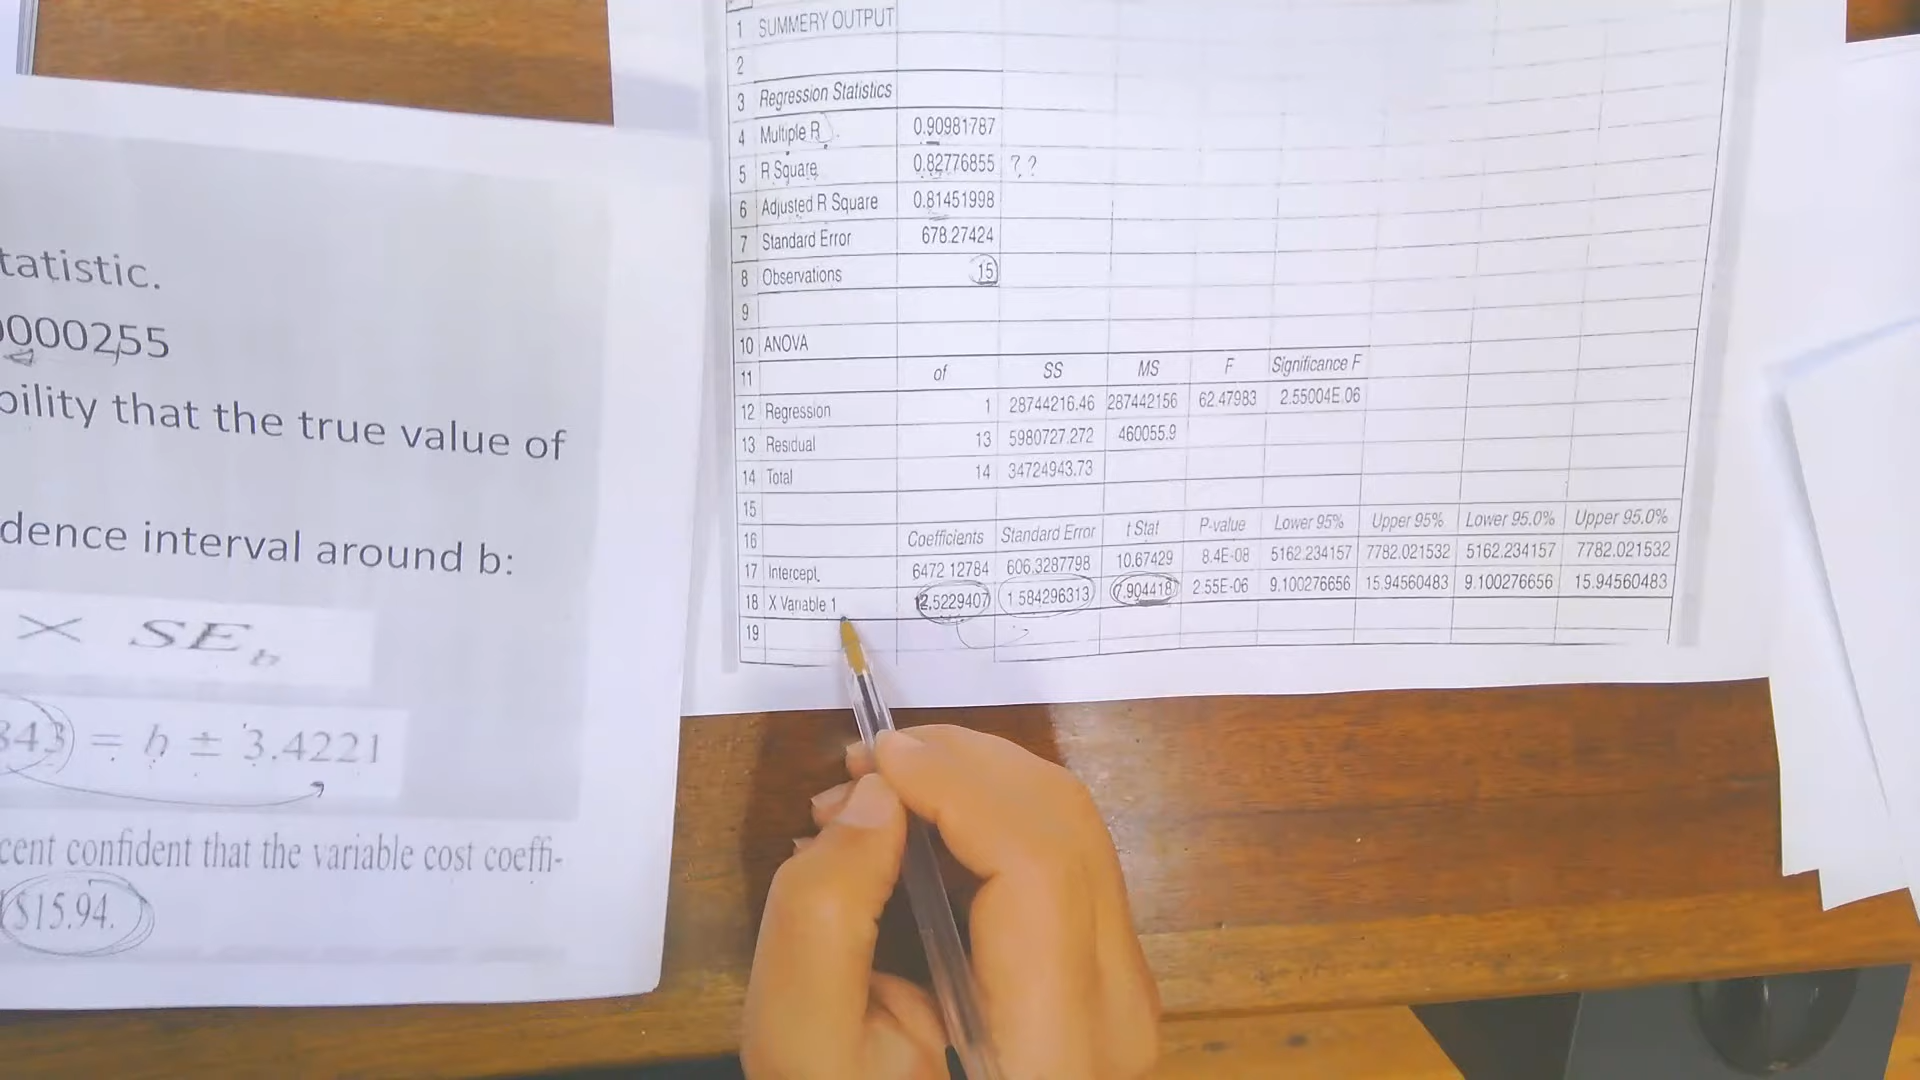 tatistic.
000255
bility that the true value of
dence interval around b:
× SE_b
343) = b ± 3.4221
cent confident that the variable cost coeffi-
$15.94.
1 SUMMERY OUTPUT
2
3 Regression Statistics
4 Multiple R 0.90981787
5 R Square 0.82776855 ??
6 Adjusted R Square 0.81451998
7 Standard Error 678.27424
8 Observations 15
9
10 ANOVA
11 of SS MS F Significance F
12 Regression 1 28744216.46 287442156 62.47983 2.55004E.06
13 Residual 13 5980727.272 460055.9
14 Total 14 34724943.73
15
16 Coefficients Standard Error t Stat P-value Lower 95% Upper 95% Lower 95.0% Upper 95.0%
17 Intercept 6472.12784 606.3287798 10.67429 8.4E-08 5162.234157 7782.021532 5162.234157 7782.021532
18 X Variable 1 12.5229407 1.584296313 7.904418 2.55E-06 9.100276656 15.94560483 9.100276656 15.94560483
19